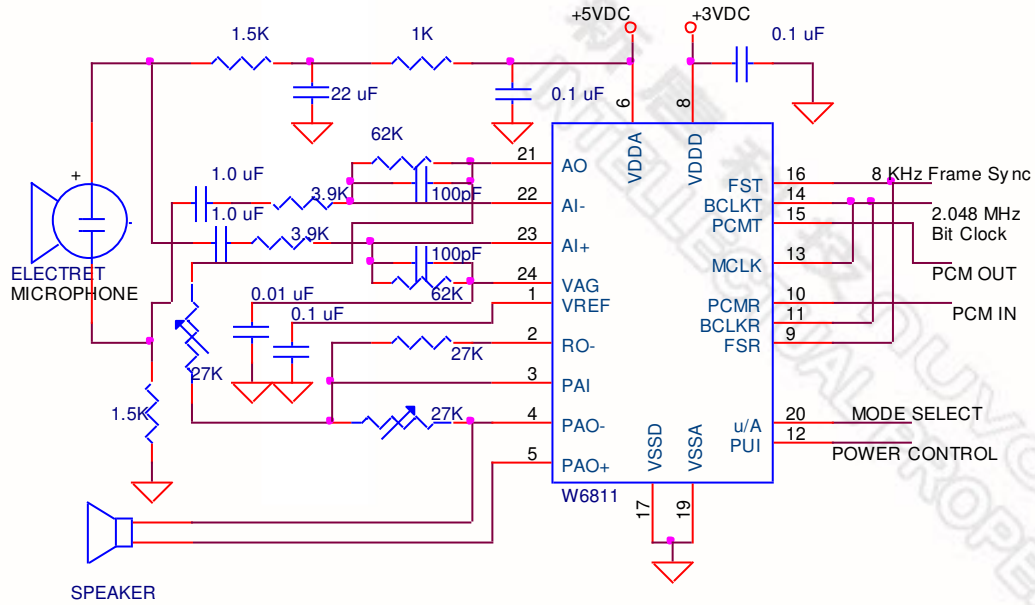 +5VDC
+3VDC
1.5K
1K
0.1 uF
22 uF
0.1 uF
6
8
62K
VDDA
VDDD
21
AO
16
FST
8 KHz Frame Sync
1.0 uF
3.9K
100pF
22
AI-
14
BCLKT
15
PCMT
2.048 MHz
Bit Clock
+
-
1.0 uF
3.9K
23
AI+
100pF
13
MCLK
PCM OUT
ELECTRET
MICROPHONE
24
VAG
62K
0.01 uF
0.1 uF
1
VREF
10
PCMR
PCM IN
11
BCLKR
2
RO-
27K
9
FSR
27K
3
PAI
1.5K
27K
4
PAO-
20
u/A
MODE SELECT
12
PUI
POWER CONTROL
5
PAO+
VSSD
VSSA
W6811
17
19
SPEAKER
INTELLECTUAL PROPE